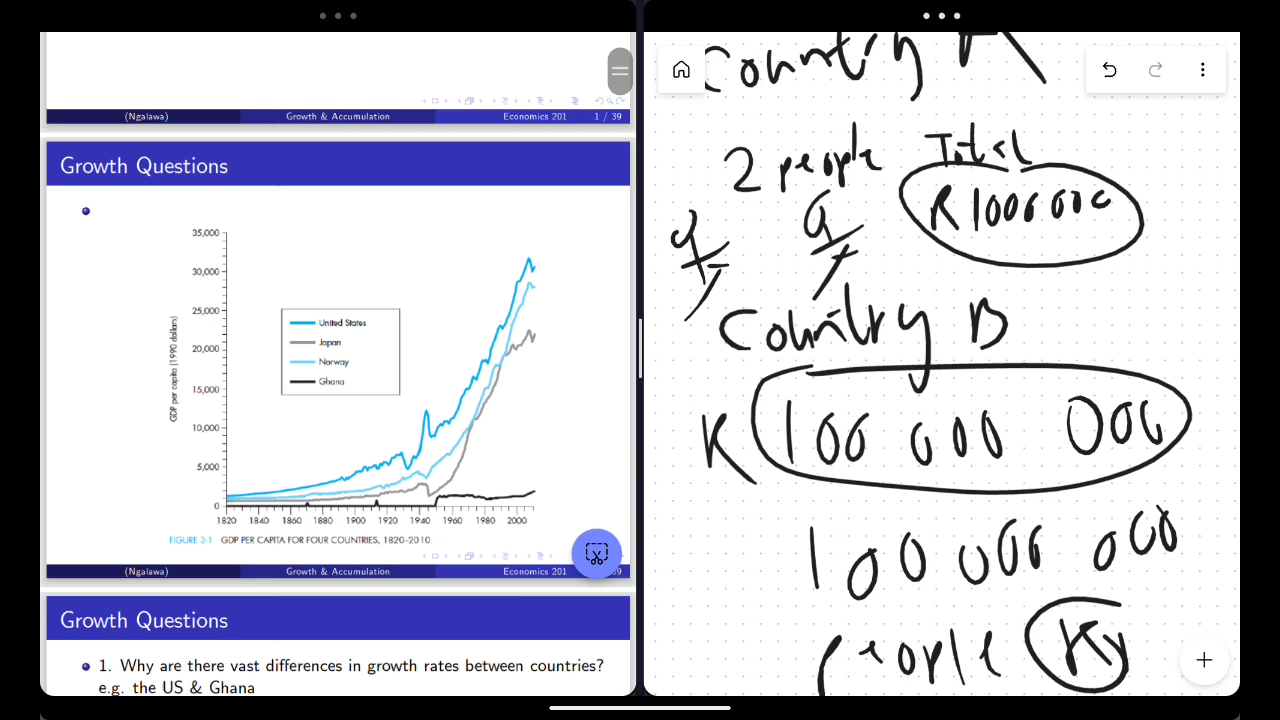 (Ngalawa) Growth & Accumulation Economics 201 1 / 39
Growth Questions
GDP per capita (1990 dollars)
35,000
30,000
25,000
20,000
15,000
10,000
5,000
0
United States
Japan
Norway
Ghana
1820 1840 1860 1880 1900 1920 1940 1960 1980 2000
FIGURE 3-1 GDP PER CAPITA FOR FOUR COUNTRIES, 1820–2010.
(Ngalawa) Growth & Accumulation Economics 201 39
Growth Questions
1. Why are there vast differences in growth rates between countries?
e.g. the US & Ghana
Country A
2 people Total
R1000 000
Country B
R 100 000 000
100 000 000
people